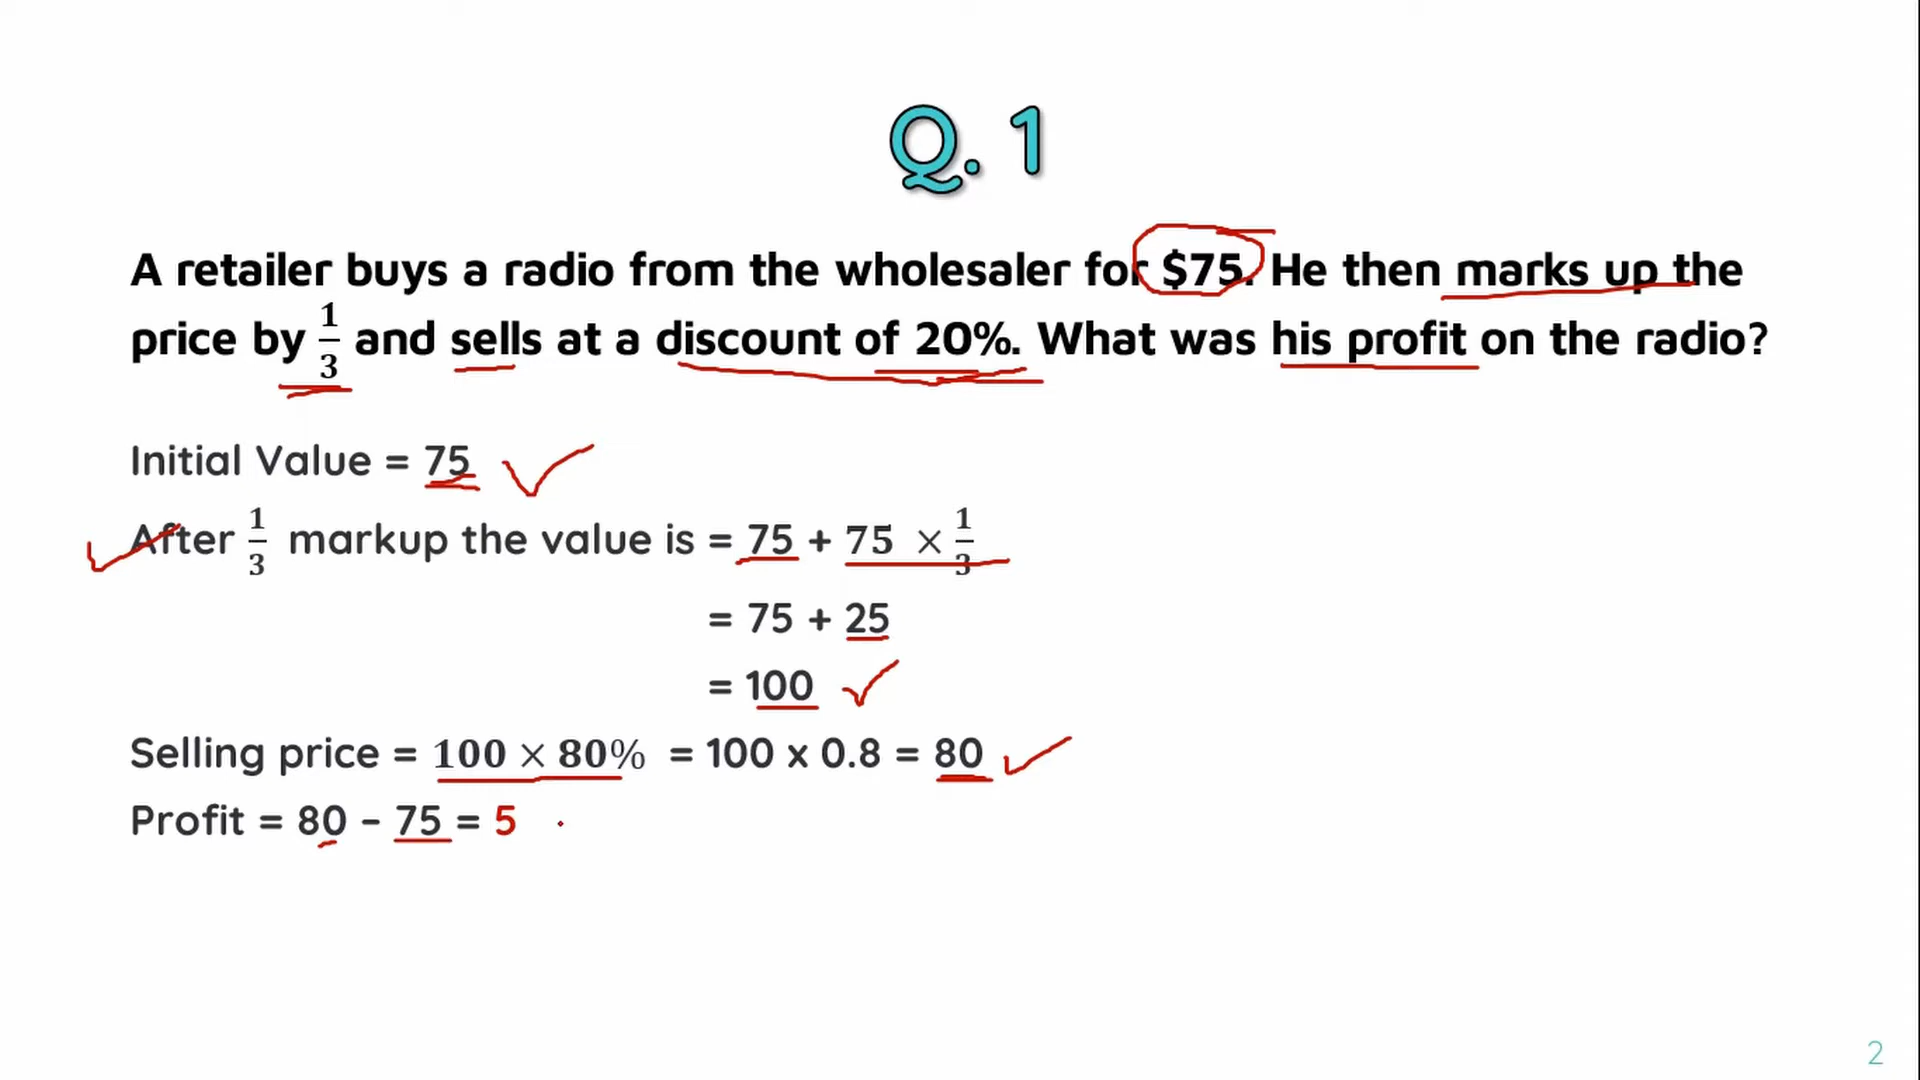 Q. 1
A retailer buys a radio from the wholesaler for $75. He then marks up the
price by 1/3 and sells at a discount of 20%. What was his profit on the radio?
Initial Value = 75
After 1/3 markup the value is = 75 + 75 × 1/3
= 75 + 25
= 100
Selling price = 100 × 80% = 100 x 0.8 = 80
Profit = 80 – 75 = 5
2